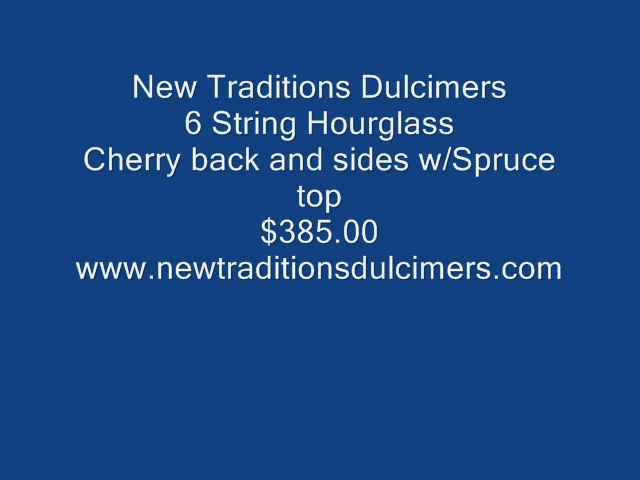 New Traditions Dulcimers
6 String Hourglass
Cherry back and sides w/Spruce
top
$385.00
www.newtraditionsdulcimers.com